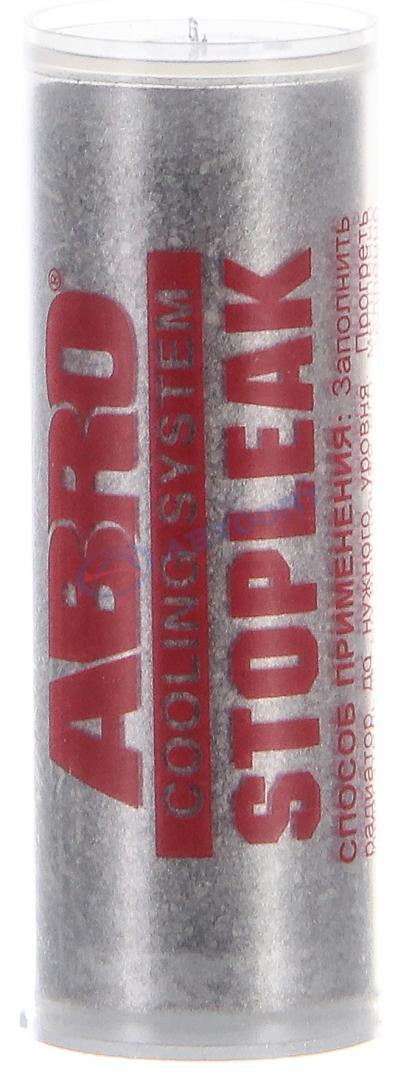 ABRO®
COOLING SYSTEM
STOPLEAK
СПОСОБ ПРИМЕНЕНИЯ: Заполнить
радиатор до нужного уровня. Прогреть